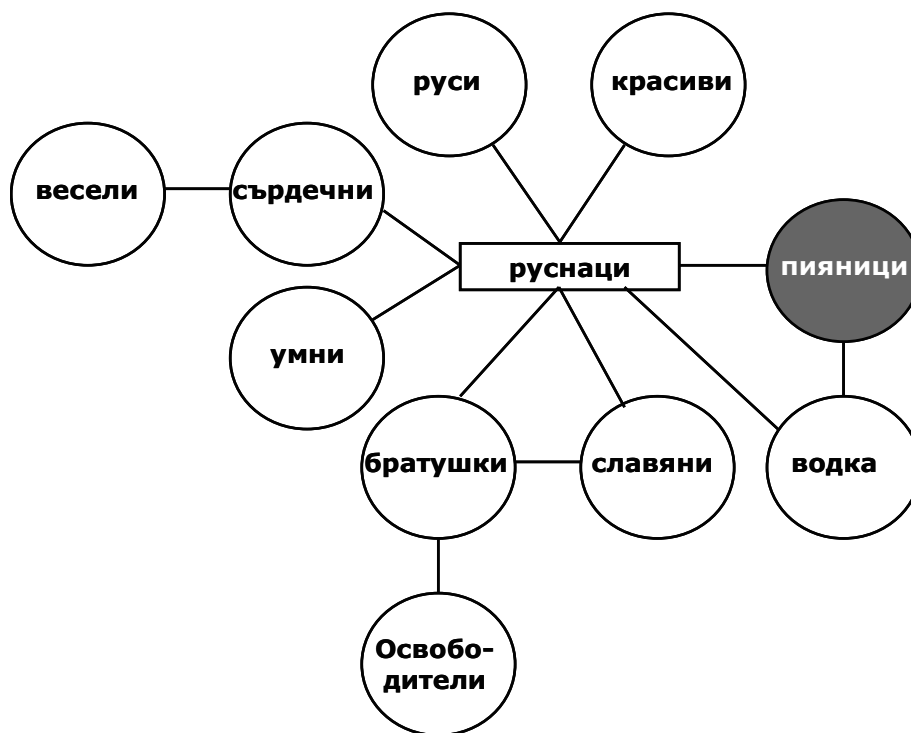 руси
красиви
весели
сърдечни
пияници
руснаци
умни
братушки
славяни
водка
Освобо-
дители